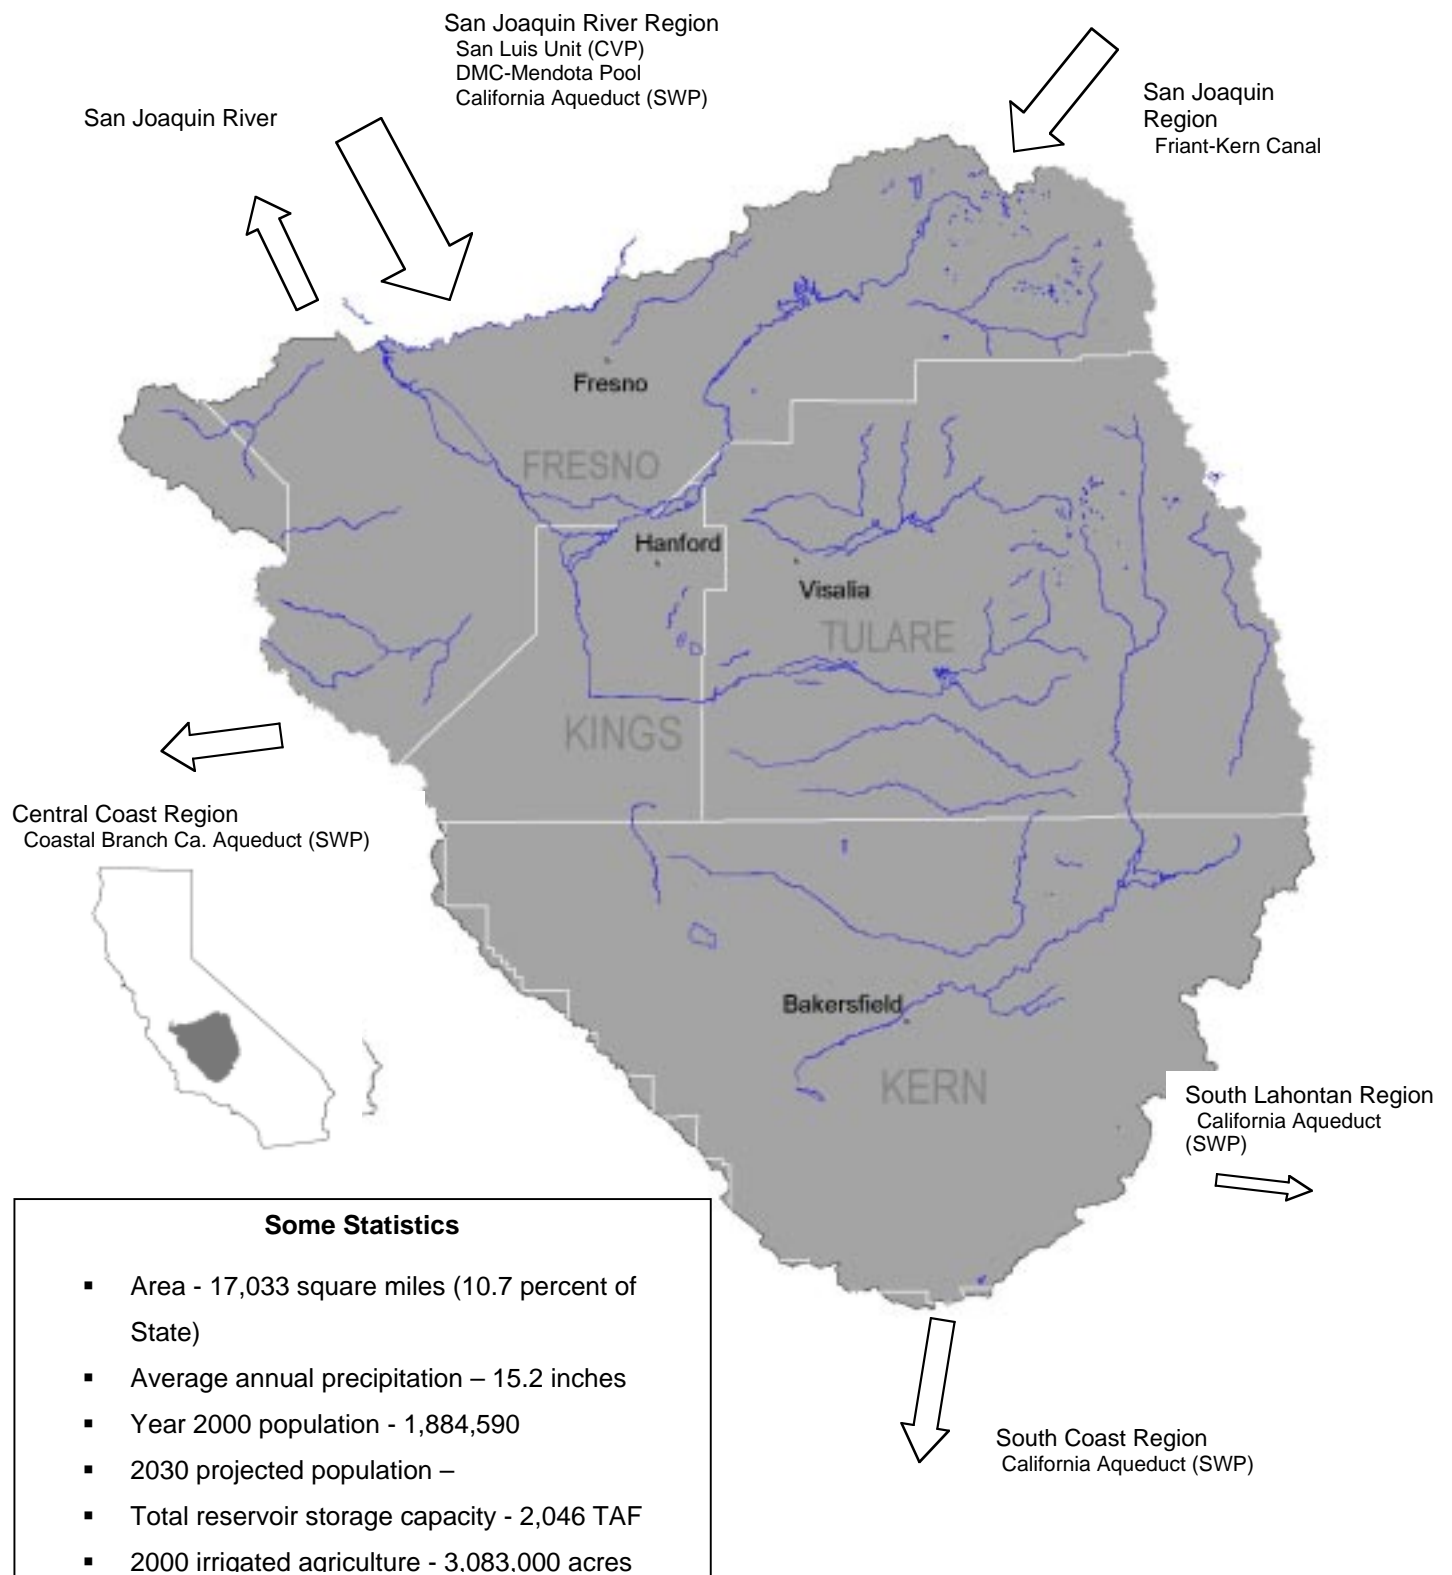 San Joaquin River Region
San Luis Unit (CVP)
DMC-Mendota Pool
California Aqueduct (SWP)
San Joaquin River
San Joaquin
Region
Friant-Kern Canal
Fresno
FRESNO
Hanford
Visalia
TULARE
KINGS
Central Coast Region
Coastal Branch Ca. Aqueduct (SWP)
Bakersfield
KERN
South Lahontan Region
California Aqueduct
(SWP)
South Coast Region
California Aqueduct (SWP)
Some Statistics
▪ Area - 17,033 square miles (10.7 percent of
State)
▪ Average annual precipitation – 15.2 inches
▪ Year 2000 population - 1,884,590
▪ 2030 projected population –
▪ Total reservoir storage capacity - 2,046 TAF
▪ 2000 irrigated agriculture - 3,083,000 acres